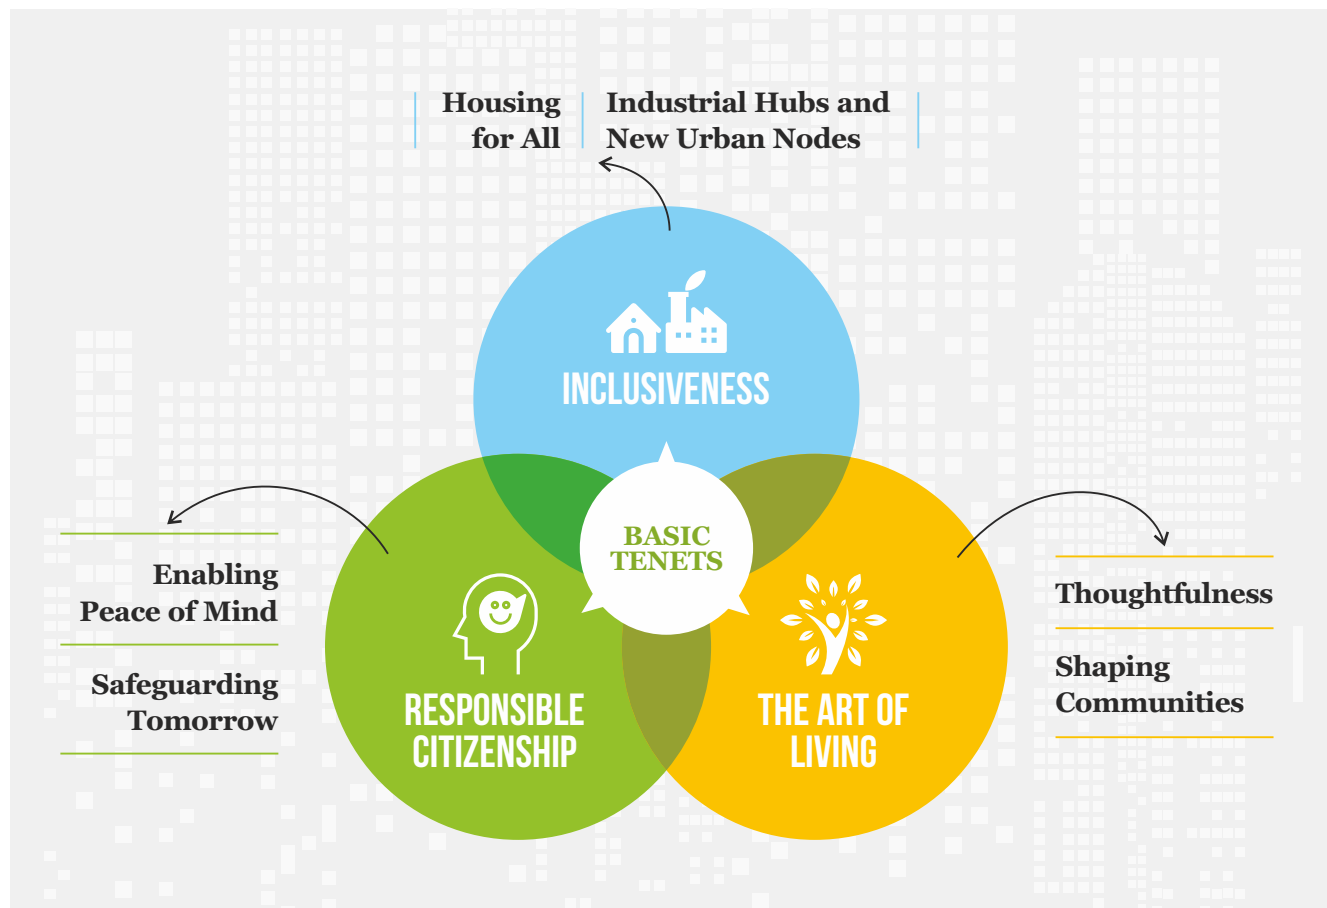 Housing
for All
Industrial Hubs and
New Urban Nodes
INCLUSIVENESS
BASIC
TENETS
Enabling
Peace of Mind
Safeguarding
Tomorrow
RESPONSIBLE
CITIZENSHIP
THE ART OF
LIVING
Thoughtfulness
Shaping
Communities